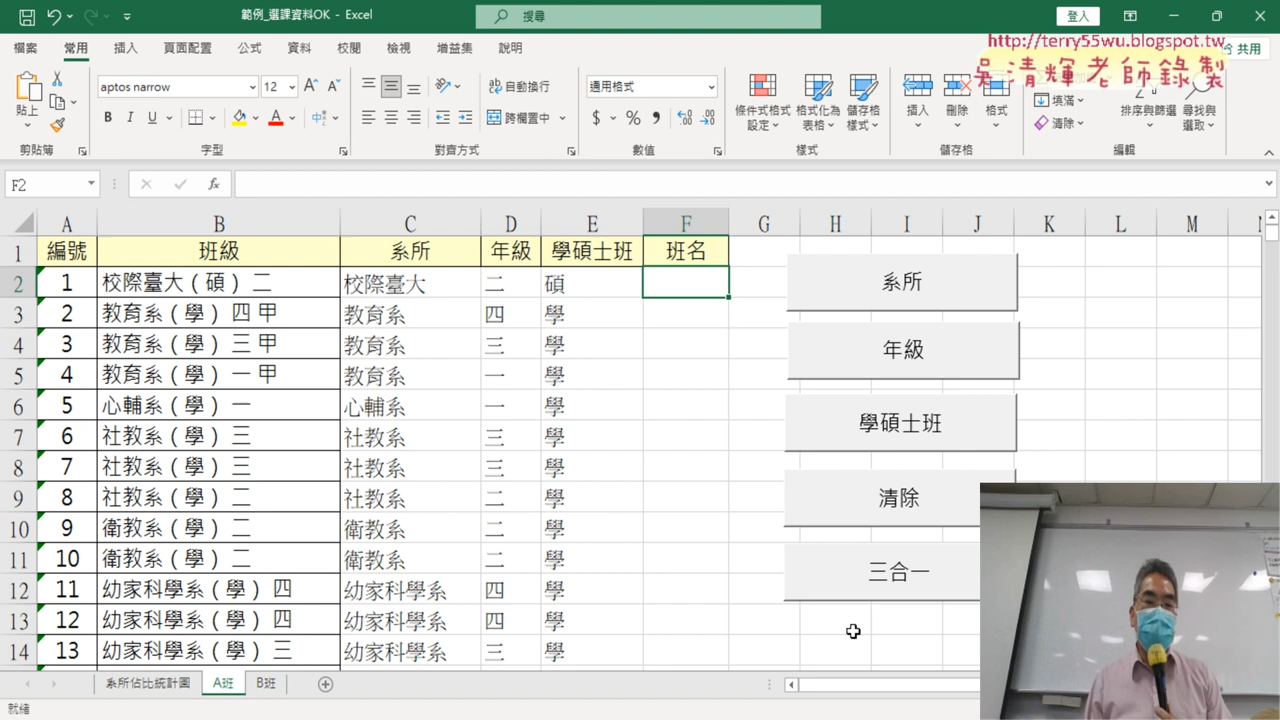 範例_選課資料OK - Excel
搜尋
登入
檔案 常用 插入 頁面配置 公式 資料 校閱 檢視 增益集 說明
http://terry55wu.blogspot.tw
共用
吳清輝老師錄製
貼上
aptos narrow 12
B I U
自動換行
跨欄置中
通用格式
條件式格式設定
格式化為表格
儲存格樣式
插入
刪除
格式
填滿
清除
排序與篩選
尋找與選取
剪貼簿 字型 對齊方式 數值 樣式 儲存格 編輯
F2
fx
A B C D E F G H I J K L M
1 編號 班級 系所 年級 學碩士班 班名
2 1 校際臺大(碩) 二 校際臺大 二 碩
3 2 教育系(學) 四 甲 教育系 四 學
4 3 教育系(學) 三 甲 教育系 三 學
5 4 教育系(學) 一 甲 教育系 一 學
6 5 心輔系(學) 一 心輔系 一 學
7 6 社教系(學) 三 社教系 三 學
8 7 社教系(學) 三 社教系 三 學
9 8 社教系(學) 二 社教系 二 學
10 9 衛教系(學) 二 衛教系 二 學
11 10 衛教系(學) 二 衛教系 二 學
12 11 幼家科學系(學) 四 幼家科學系 四 學
13 12 幼家科學系(學) 四 幼家科學系 四 學
14 13 幼家科學系(學) 三 幼家科學系 三 學
系所
年級
學碩士班
清除
三合一
系所佔比統計圖 A班 B班
就緒